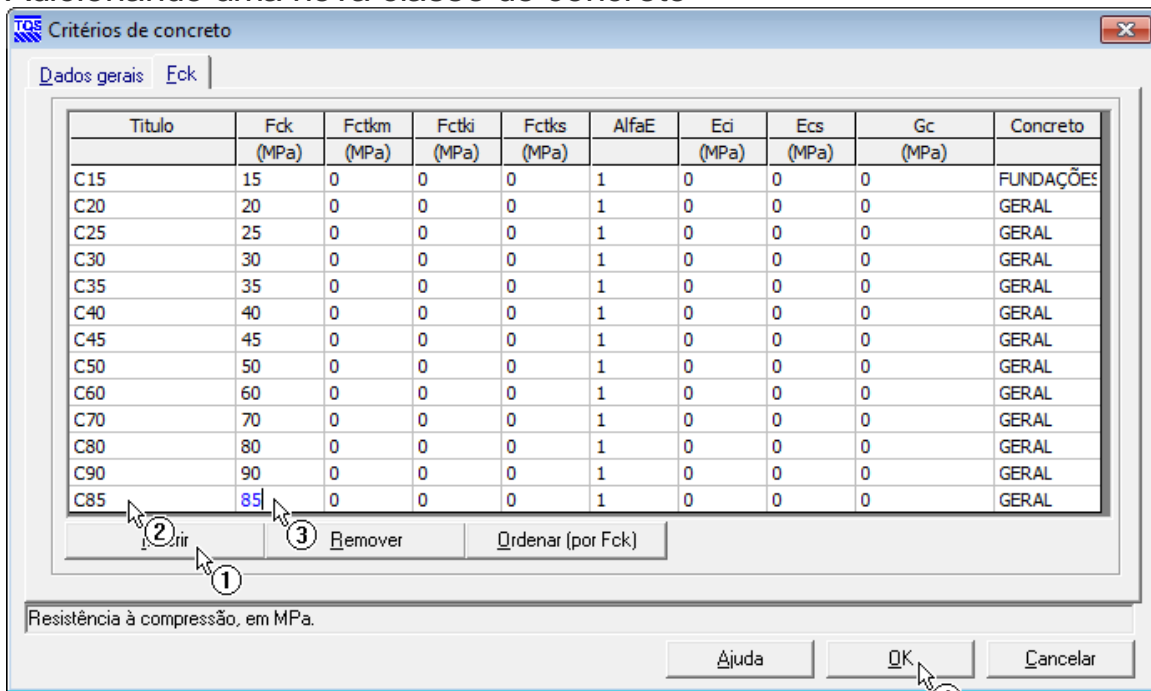 Adicionando uma nova classe de concreto
TQS Critérios de concreto
Dados gerais Fck
Titulo Fck Fctkm Fctki Fctks AlfaE Eci Ecs Gc Concreto
(MPa) (MPa) (MPa) (MPa) (MPa) (MPa) (MPa)
C15 15 0 0 0 1 0 0 0 FUNDAÇÕES
C20 20 0 0 0 1 0 0 0 GERAL
C25 25 0 0 0 1 0 0 0 GERAL
C30 30 0 0 0 1 0 0 0 GERAL
C35 35 0 0 0 1 0 0 0 GERAL
C40 40 0 0 0 1 0 0 0 GERAL
C45 45 0 0 0 1 0 0 0 GERAL
C50 50 0 0 0 1 0 0 0 GERAL
C60 60 0 0 0 1 0 0 0 GERAL
C70 70 0 0 0 1 0 0 0 GERAL
C80 80 0 0 0 1 0 0 0 GERAL
C90 90 0 0 0 1 0 0 0 GERAL
C85 85 0 0 0 1 0 0 0 GERAL
2 3 Remover Ordenar (por Fck)
1
Resistência à compressão, em MPa.
Ajuda OK Cancelar